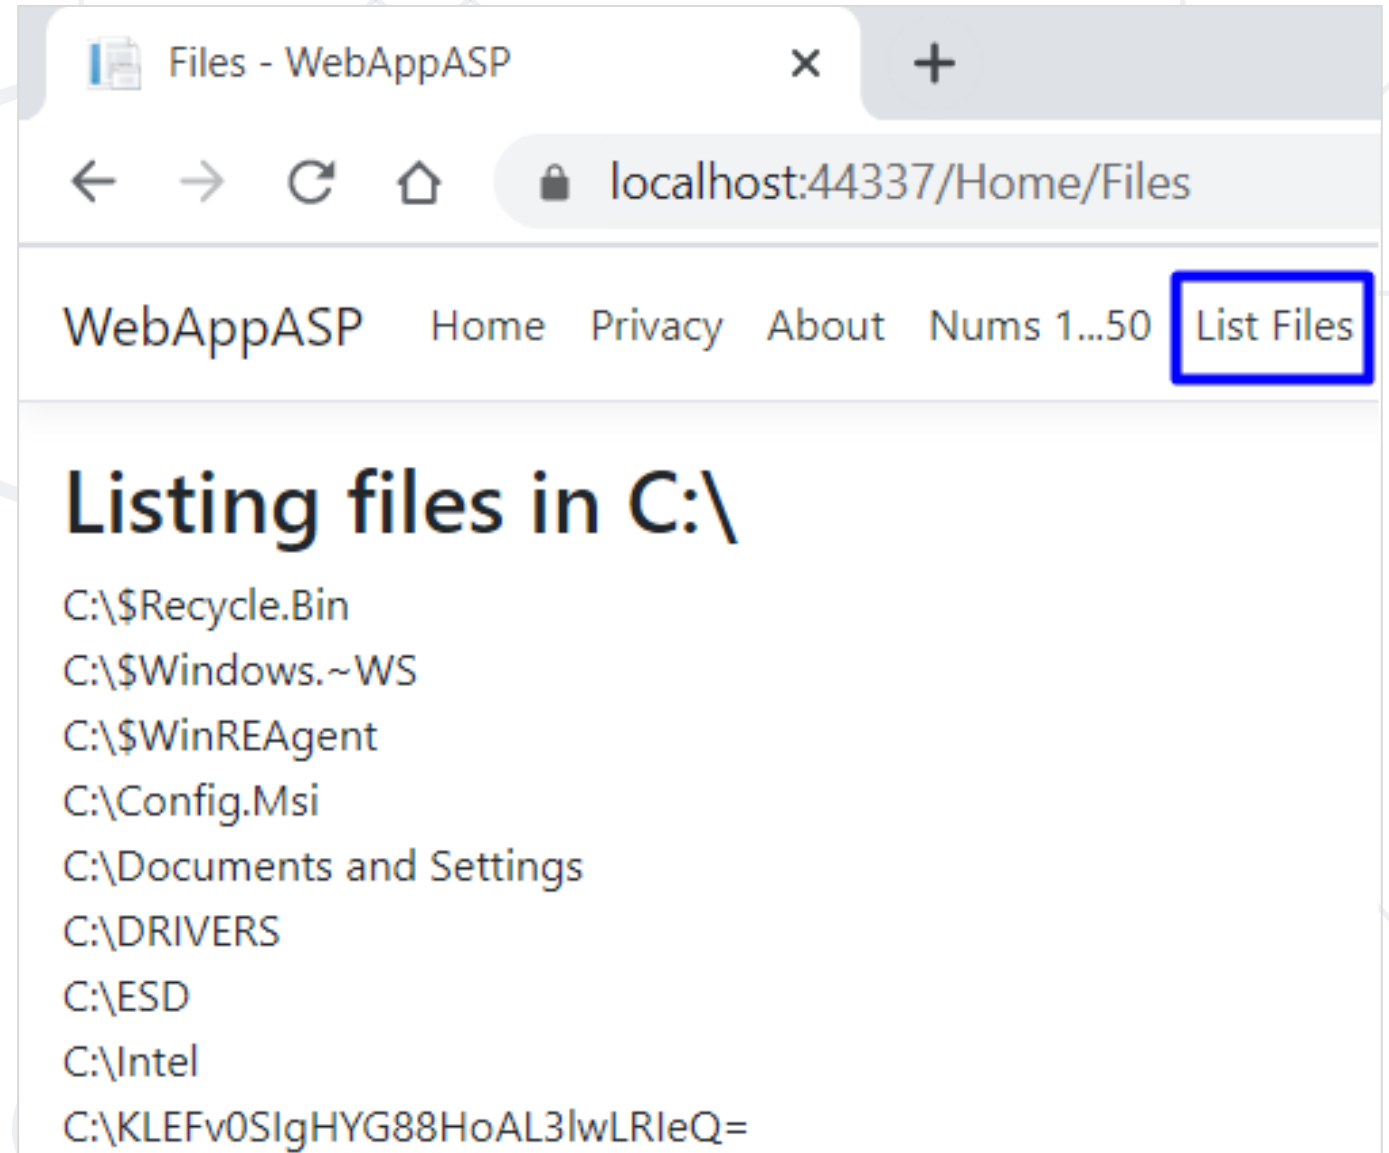 Files - WebAppASP
localhost:44337/Home/Files
WebAppASP Home Privacy About Nums 1...50 List Files
Listing files in C:\
C:\$Recycle.Bin
C:\$Windows.~WS
C:\$WinREAgent
C:\Config.Msi
C:\Documents and Settings
C:\DRIVERS
C:\ESD
C:\Intel
C:\KLEFv0SIgHYG88HoAL3lwLRIeQ=